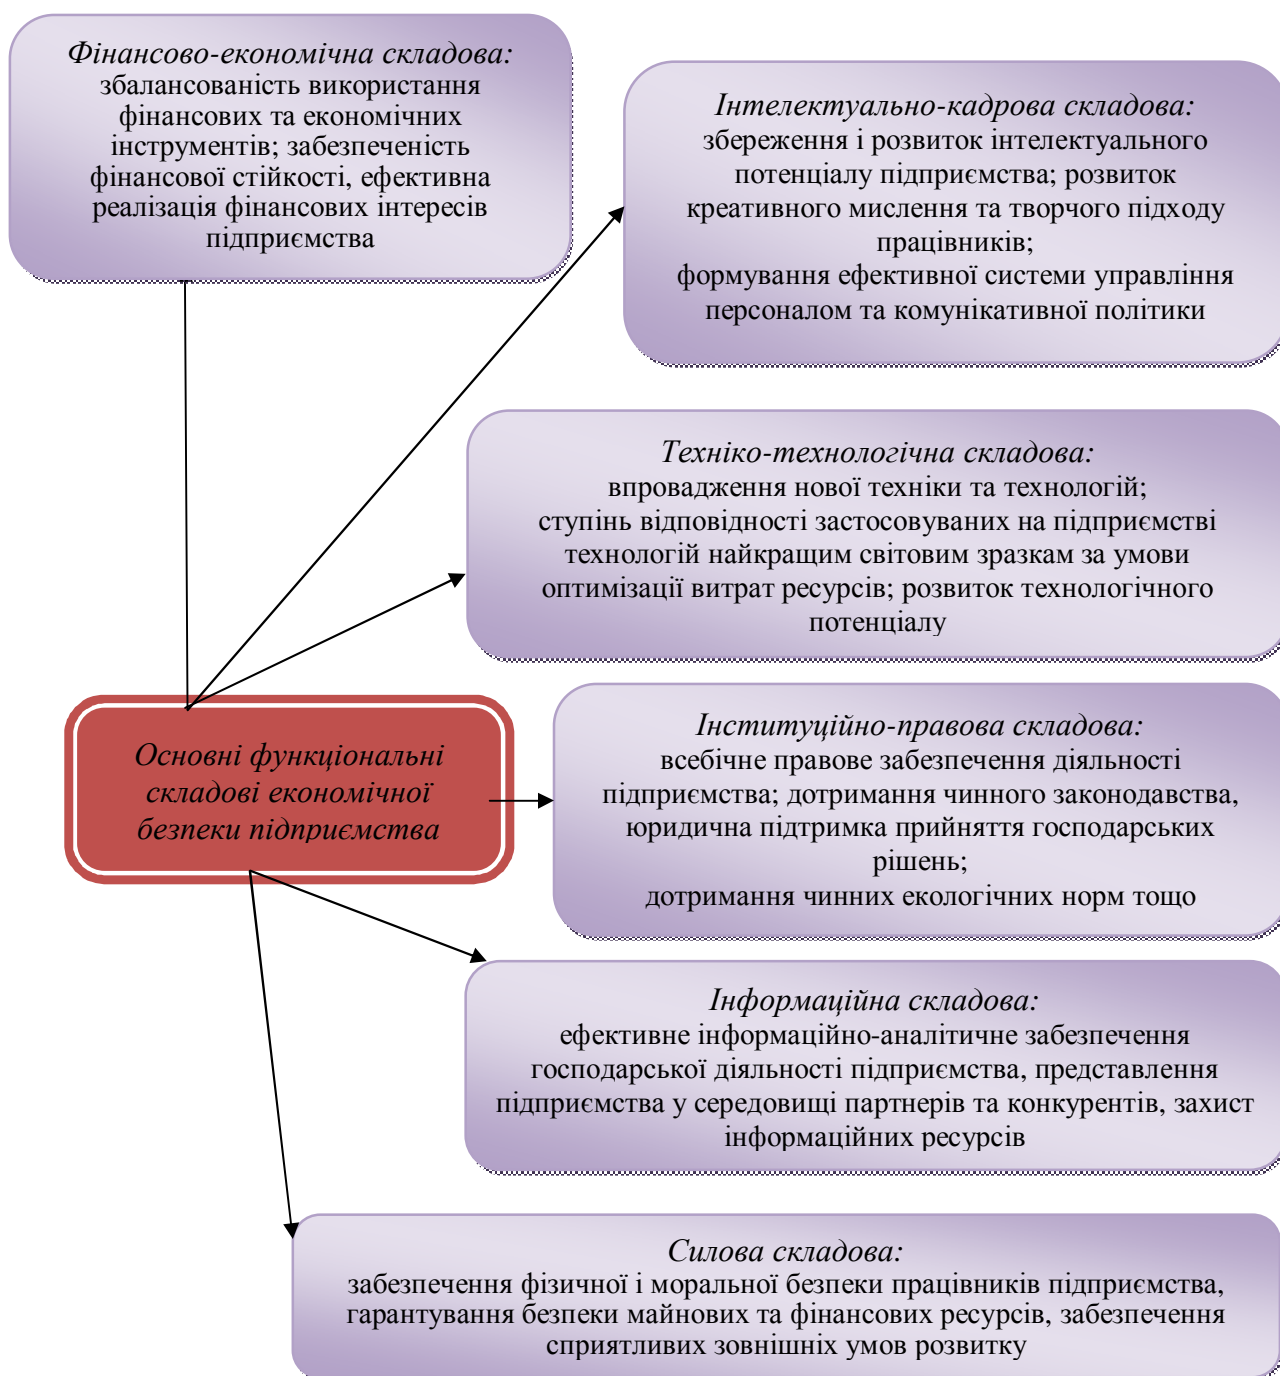 Фінансово-економічна складова:
збалансованість використання
фінансових та економічних
інструментів; забезпеченість
фінансової стійкості, ефективна
реалізація фінансових інтересів
підприємства
Інтелектуально-кадрова складова:
збереження і розвиток інтелектуального
потенціалу підприємства; розвиток
креативного мислення та творчого підходу
працівників;
формування ефективної системи управління
персоналом та комунікативної політики
Техніко-технологічна складова:
впровадження нової техніки та технологій;
ступінь відповідності застосовуваних на підприємстві
технологій найкращим світовим зразкам за умови
оптимізації витрат ресурсів; розвиток технологічного
потенціалу
Основні функціональні
складові економічної
безпеки підприємства
Інституційно-правова складова:
всебічне правове забезпечення діяльності
підприємства; дотримання чинного законодавства,
юридична підтримка прийняття господарських
рішень;
дотримання чинних екологічних норм тощо
Інформаційна складова:
ефективне інформаційно-аналітичне забезпечення
господарської діяльності підприємства, представлення
підприємства у середовищі партнерів та конкурентів, захист
інформаційних ресурсів
Силова складова:
забезпечення фізичної і моральної безпеки працівників підприємства,
гарантування безпеки майнових та фінансових ресурсів, забезпечення
сприятливих зовнішніх умов розвитку